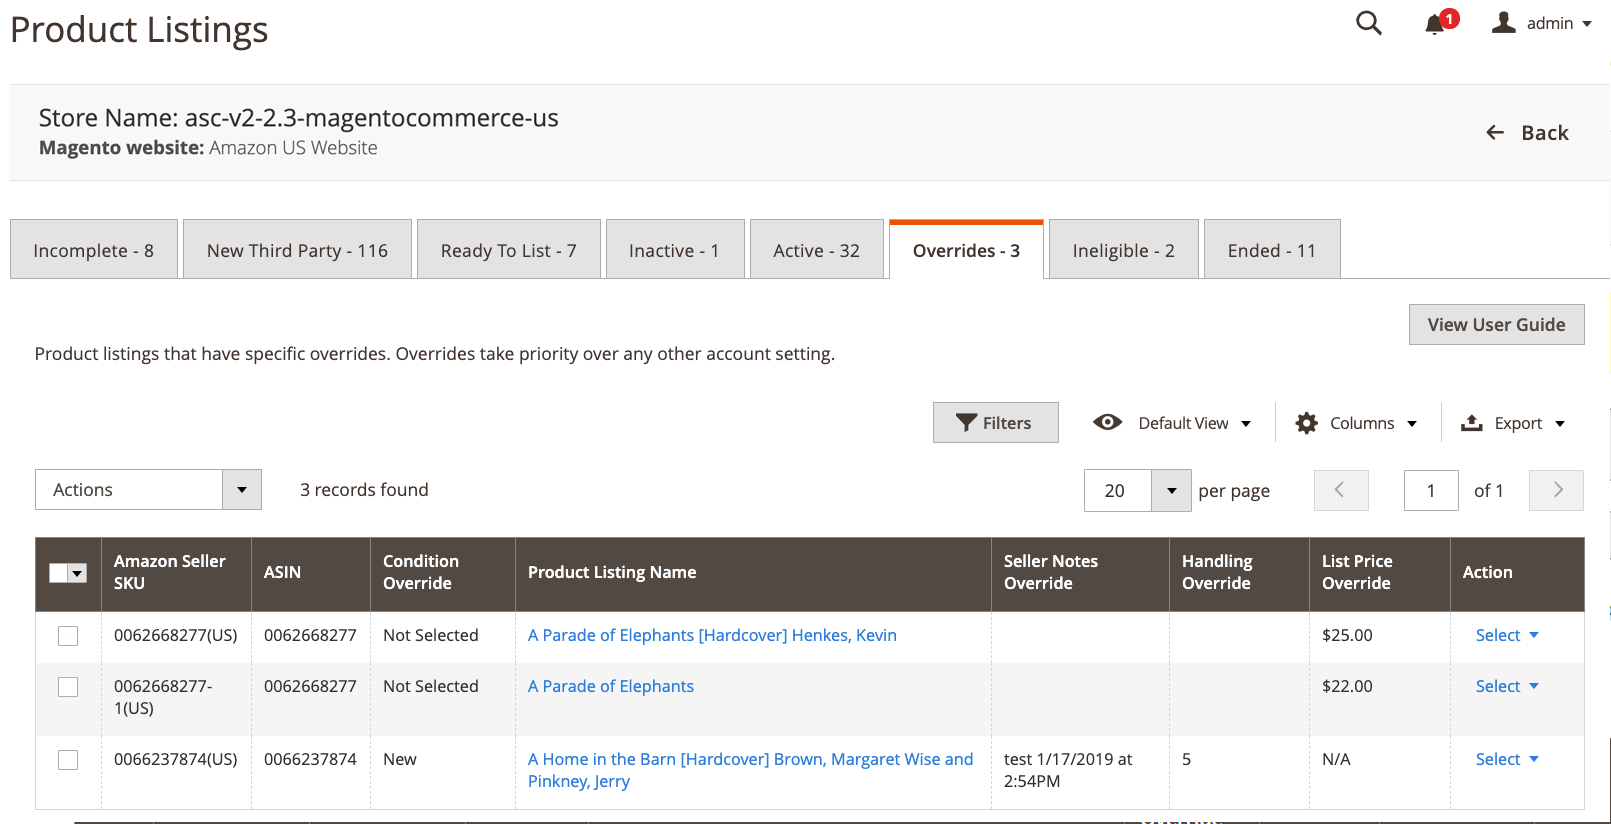 Product Listings
1
admin
Store Name: asc-v2-2.3-magentocommerce-us
Magento website: Amazon US Website
Back
Incomplete - 8
New Third Party - 116
Ready To List - 7
Inactive - 1
Active - 32
Overrides - 3
Ineligible - 2
Ended - 11
View User Guide
Product listings that have specific overrides. Overrides take priority over any other account setting.
Filters
Default View
Columns
Export
Actions
3 records found
20
per page
1
of 1
Amazon Seller
SKU
ASIN
Condition
Override
Product Listing Name
Seller Notes
Override
Handling
Override
List Price
Override
Action
0062668277(US)
0062668277
Not Selected
A Parade of Elephants [Hardcover] Henkes, Kevin
$25.00
Select
0062668277-
1(US)
0062668277
Not Selected
A Parade of Elephants
$22.00
Select
0066237874(US)
0066237874
New
A Home in the Barn [Hardcover] Brown, Margaret Wise and
Pinkney, Jerry
test 1/17/2019 at
2:54PM
5
N/A
Select